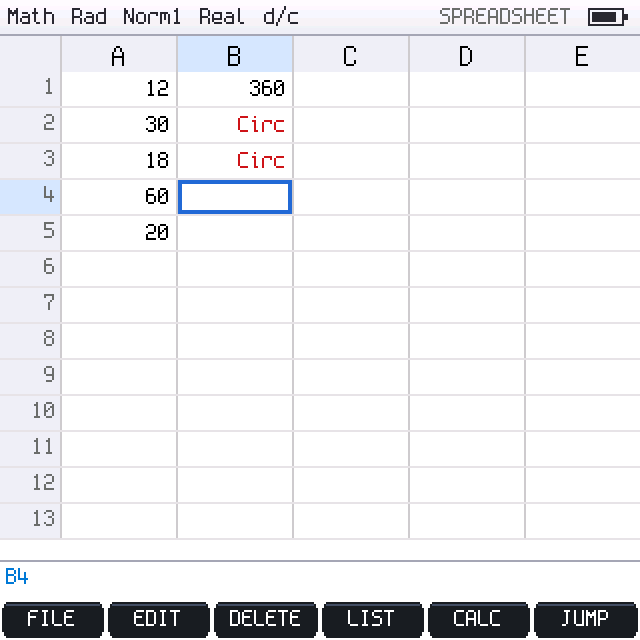 Math Rad Norm1 Real d/c SPREADSHEET
A B C D E
1 12 360
2 30 Circ
3 18 Circ
4 60
5 20
6
7
8
9
10
11
12
13
B4
FILE EDIT DELETE LIST CALC JUMP